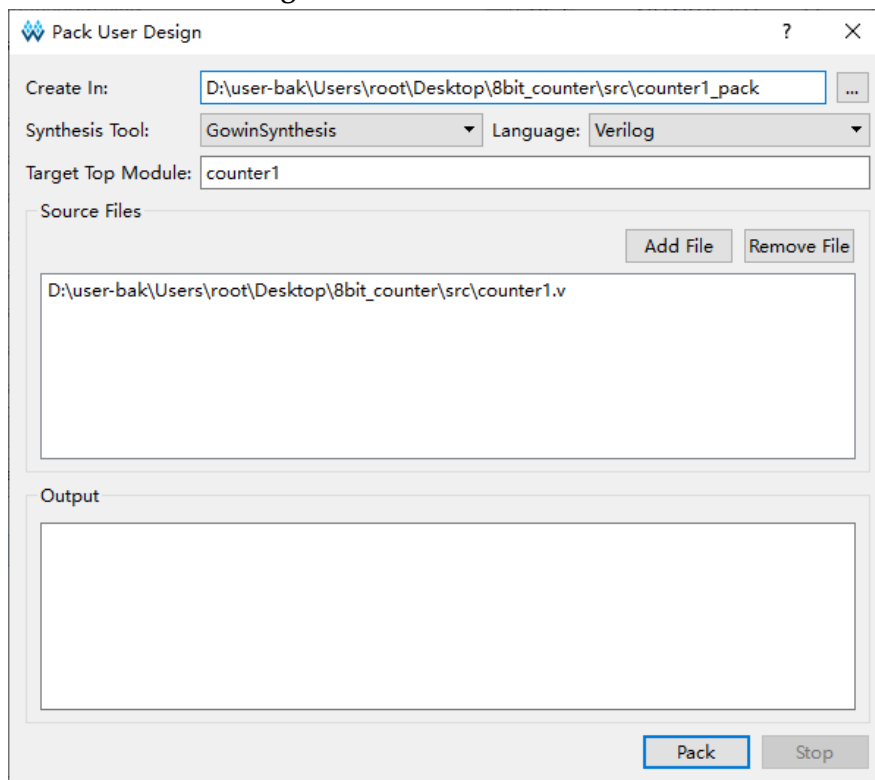 Pack User Design ?
Create In: D:\user-bak\Users\root\Desktop\8bit_counter\src\counter1_pack ...
Synthesis Tool: GowinSynthesis Language: Verilog
Target Top Module: counter1
Source Files
Add File Remove File
D:\user-bak\Users\root\Desktop\8bit_counter\src\counter1.v
Output
Pack Stop